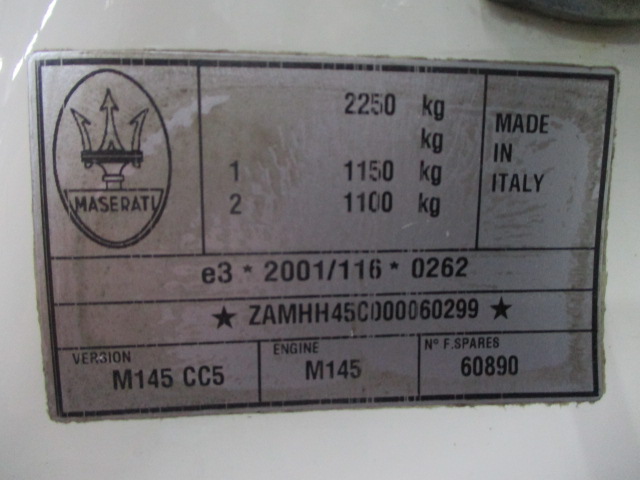 MASERATI
2250 kg
kg
1 1150 kg
2 1100 kg
MADE
IN
ITALY
e3 * 2001/116 * 0262
★ ZAMHH45C000060299 ★
VERSION
M145 CC5
ENGINE
M145
Nº F.SPARES
60890